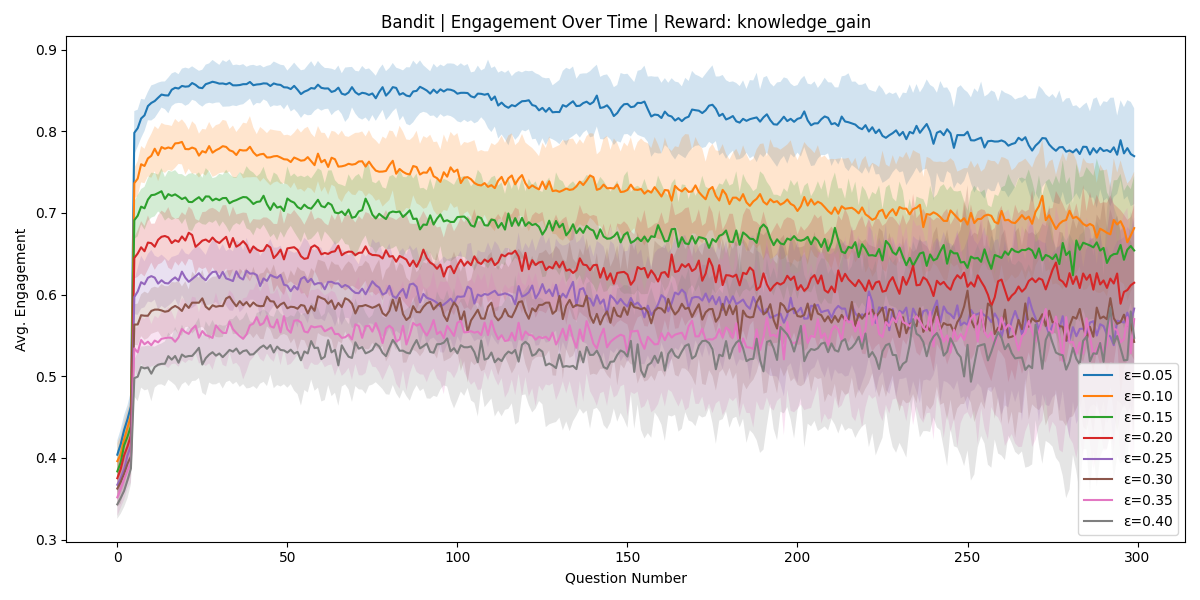 Bandit | Engagement Over Time | Reward: knowledge_gain
Avg. Engagement
0.9
0.8
0.7
0.6
0.5
0.4
0.3
ε=0.05
ε=0.10
ε=0.15
ε=0.20
ε=0.25
ε=0.30
ε=0.35
ε=0.40
0 50 100 150 200 250 300
Question Number